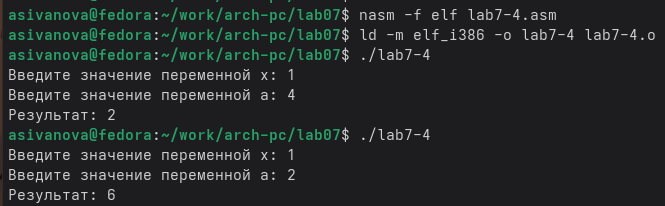 asivanova@fedora:~/work/arch-pc/lab07$ nasm -f elf lab7-4.asm
asivanova@fedora:~/work/arch-pc/lab07$ ld -m elf_i386 -o lab7-4 lab7-4.o
asivanova@fedora:~/work/arch-pc/lab07$ ./lab7-4
Введите значение переменной x: 1
Введите значение переменной a: 4
Результат: 2
asivanova@fedora:~/work/arch-pc/lab07$ ./lab7-4
Введите значение переменной x: 1
Введите значение переменной a: 2
Результат: 6